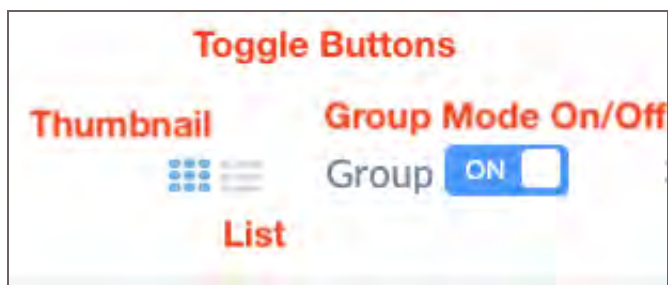 Toggle Buttons
Thumbnail
Group Mode On/Off
Group ON
List